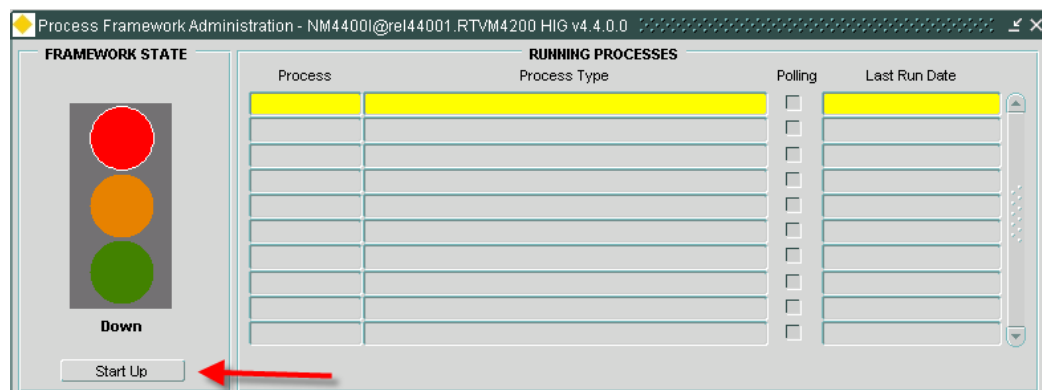 Process Framework Administration - NM4400I@rel44001.RTVM4200 HIG v4.4.0.0
FRAMEWORK STATE
RUNNING PROCESSES
Process Process Type Polling Last Run Date
Down
Start Up